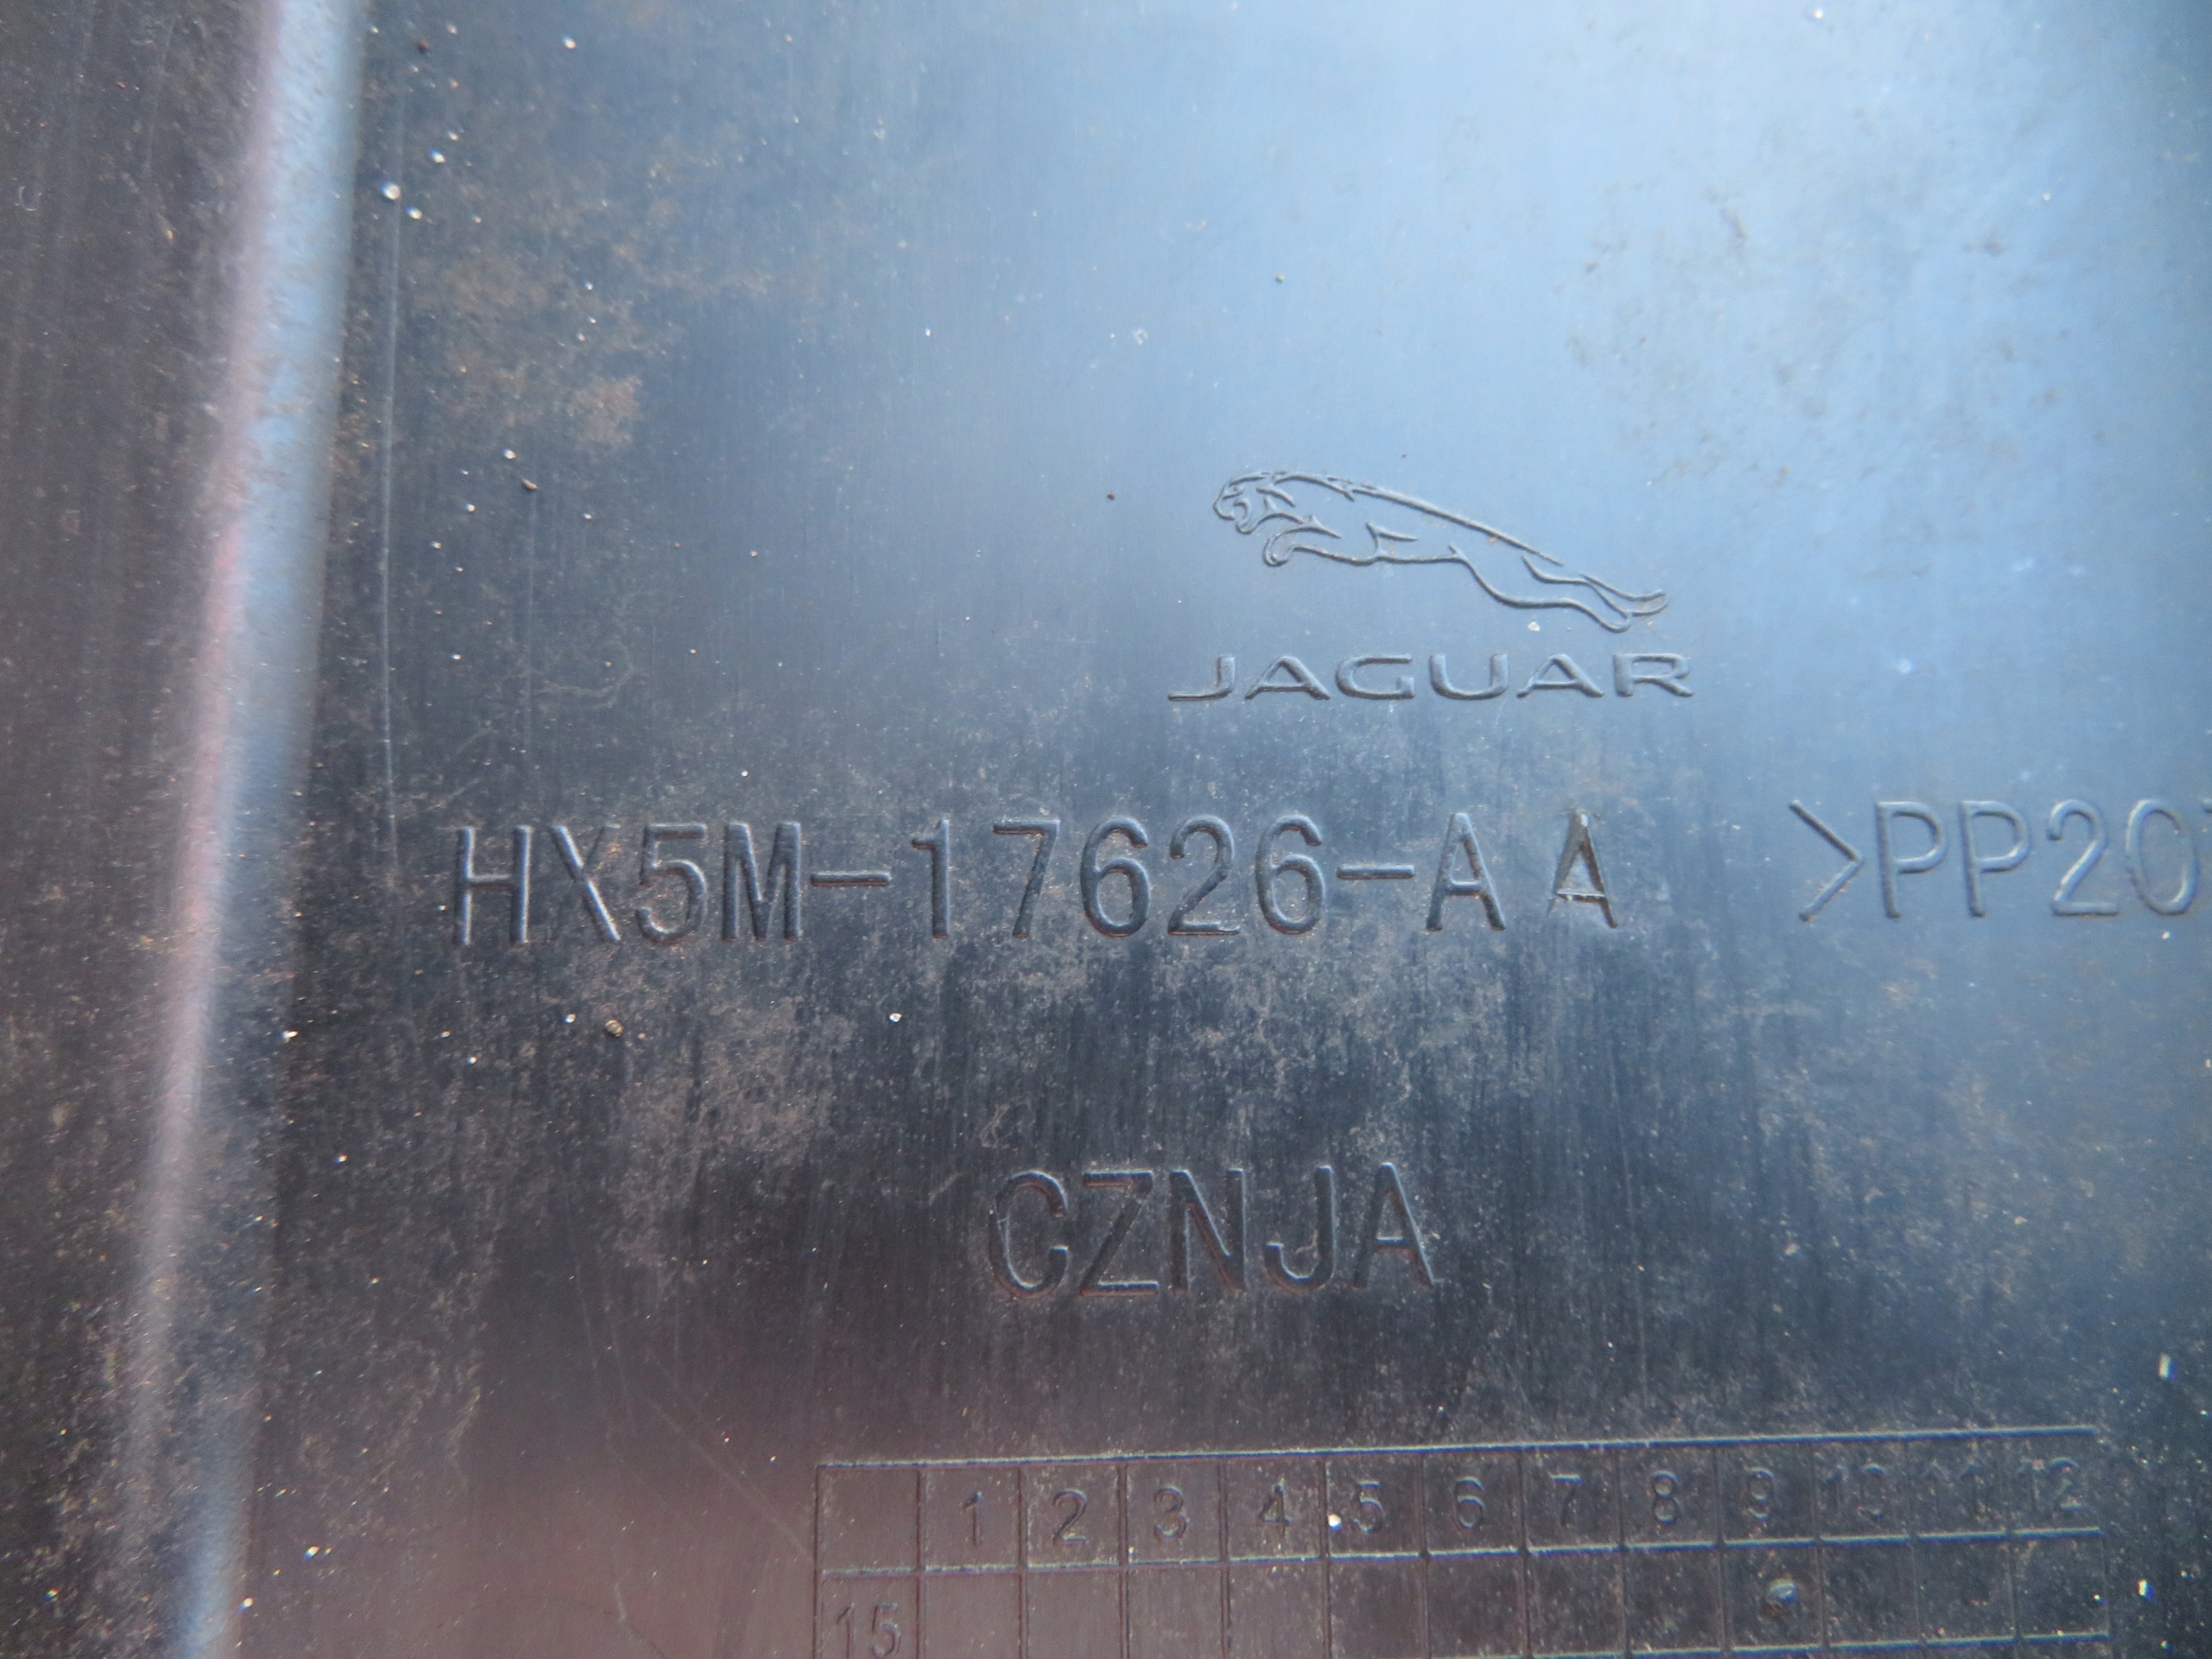 JAGUAR
HX5M-17626-AA >PP20
CZNJA
1 2 3 4 5 6 7 8 9 10 11 12
15